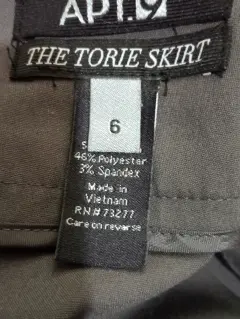 APT.9
THE TORIE SKIRT
6
46% Polyester
3% Spandex
Made in
Vietnam
RN# 73277
Care on reverse